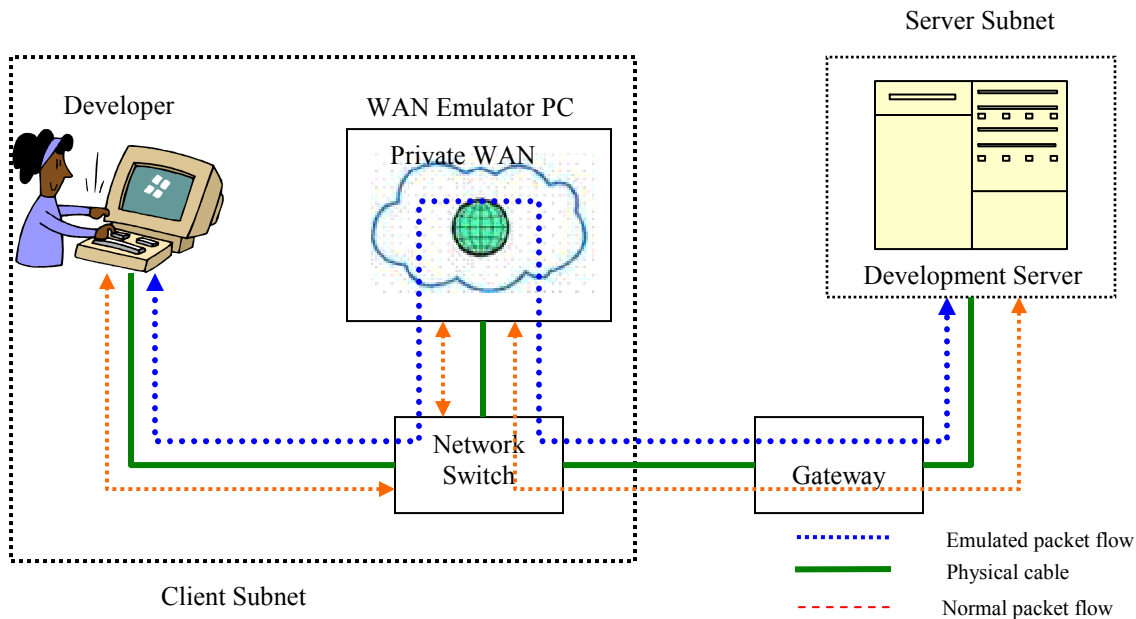 Server Subnet
Developer
WAN Emulator PC
Private WAN
Development Server
Network
Switch
Gateway
Emulated packet flow
Physical cable
Normal packet flow
Client Subnet